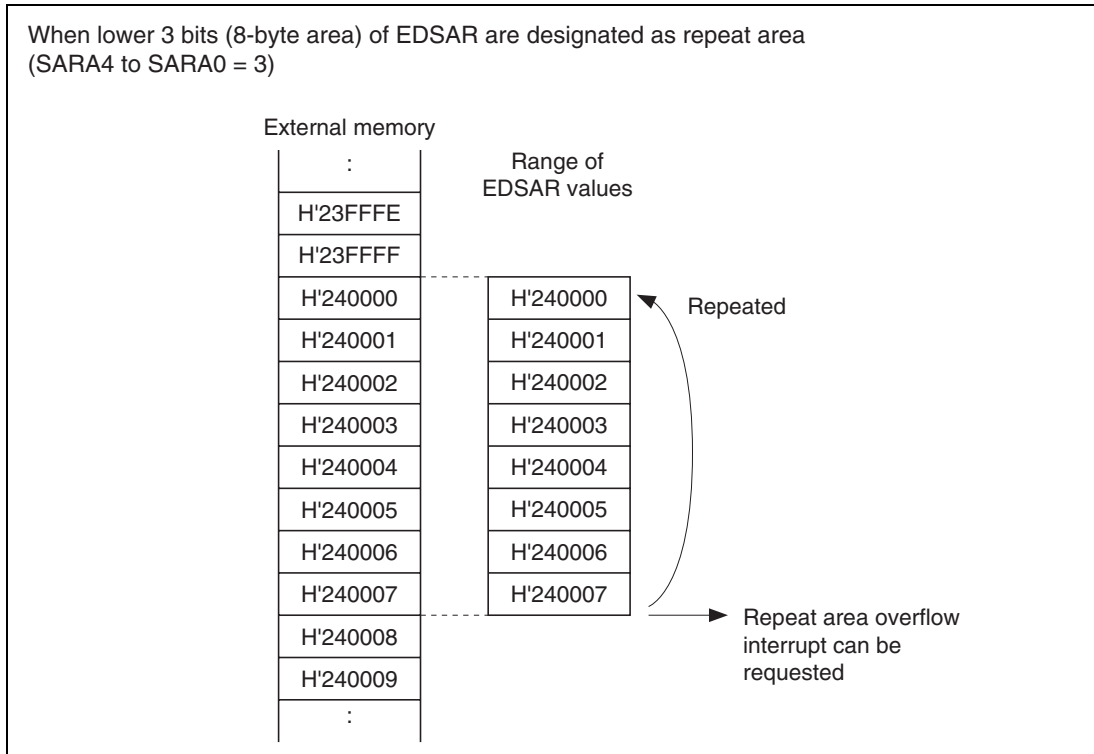 When lower 3 bits (8-byte area) of EDSAR are designated as repeat area
(SARA4 to SARA0 = 3)
External memory
:
H'23FFFE
H'23FFFF
H'240000
H'240001
H'240002
H'240003
H'240004
H'240005
H'240006
H'240007
H'240008
H'240009
:
Range of
EDSAR values
H'240000
H'240001
H'240002
H'240003
H'240004
H'240005
H'240006
H'240007
Repeated
Repeat area overflow
interrupt can be
requested